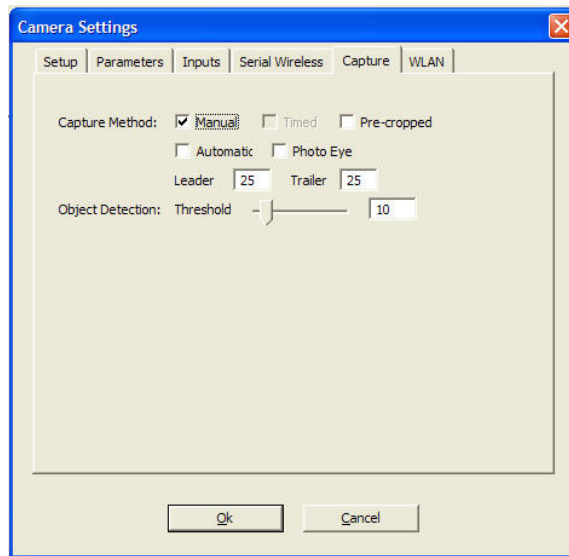 Camera Settings
Setup Parameters Inputs Serial Wireless Capture WLAN
Capture Method: Manual Timed Pre-cropped
Automatic Photo Eye
Leader 25 Trailer 25
Object Detection: Threshold 10
Ok Cancel